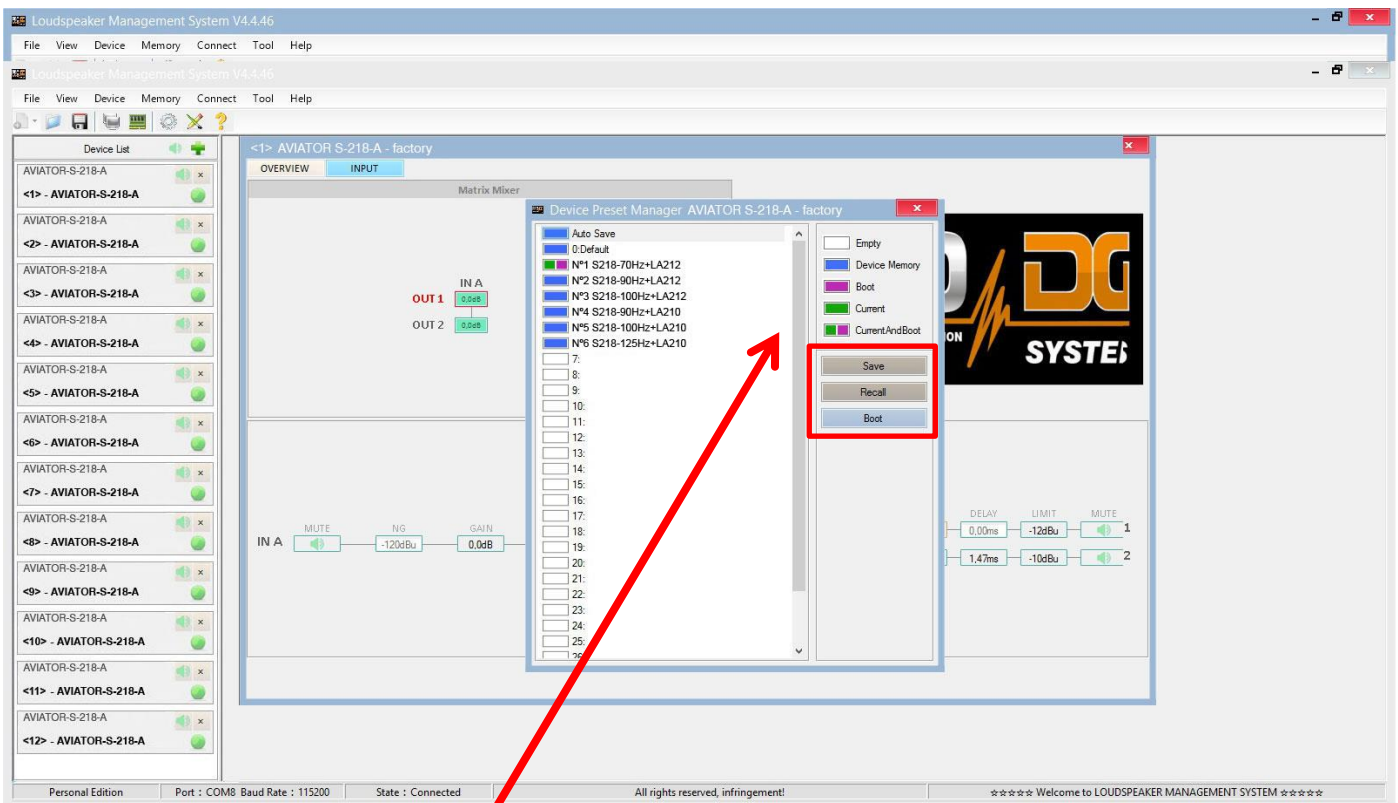 Loudspeaker Management System V4.4.46
File View Device Memory Connect Tool Help
Loudspeaker Management System V4.4.46
File View Device Memory Connect Tool Help
Device List
AVIATOR-S-218-A
<1> - AVIATOR-S-218-A
AVIATOR-S-218-A
<2> - AVIATOR-S-218-A
AVIATOR-S-218-A
<3> - AVIATOR-S-218-A
AVIATOR-S-218-A
<4> - AVIATOR-S-218-A
AVIATOR-S-218-A
<5> - AVIATOR-S-218-A
AVIATOR-S-218-A
<6> - AVIATOR-S-218-A
AVIATOR-S-218-A
<7> - AVIATOR-S-218-A
AVIATOR-S-218-A
<8> - AVIATOR-S-218-A
AVIATOR-S-218-A
<9> - AVIATOR-S-218-A
AVIATOR-S-218-A
<10> - AVIATOR-S-218-A
AVIATOR-S-218-A
<11> - AVIATOR-S-218-A
AVIATOR-S-218-A
<12> - AVIATOR-S-218-A
<1> AVIATOR S-218-A - factory
OVERVIEW INPUT
Matrix Mixer
IN A
OUT 1 0,0dB
OUT 2 0,0dB
MUTE NG GAIN
IN A -120dBu 0,0dB
Device Preset Manager AVIATOR S-218-A - factory
Auto Save
0:Default
Nº1 S218-70Hz+LA212
Nº2 S218-90Hz+LA212
Nº3 S218-100Hz+LA212
Nº4 S218-90Hz+LA210
Nº5 S218-100Hz+LA210
Nº6 S218-125Hz+LA210
7:
8:
9:
10:
11:
12:
13:
14:
15:
16:
17:
18:
19:
20:
21:
22:
23:
24:
25:
26:
Empty
Device Memory
Boot
Current
CurrentAndBoot
Save
Recall
Boot
DG
ON
SYSTE
DELAY LIMIT MUTE
0,00ms -12dBu 1
1,47ms -10dBu 2
Personal Edition Port : COM8 Baud Rate : 115200 State : Connected All rights reserved, infringement! ☆☆☆☆☆ Welcome to LOUDSPEAKER MANAGEMENT SYSTEM ☆☆☆☆☆